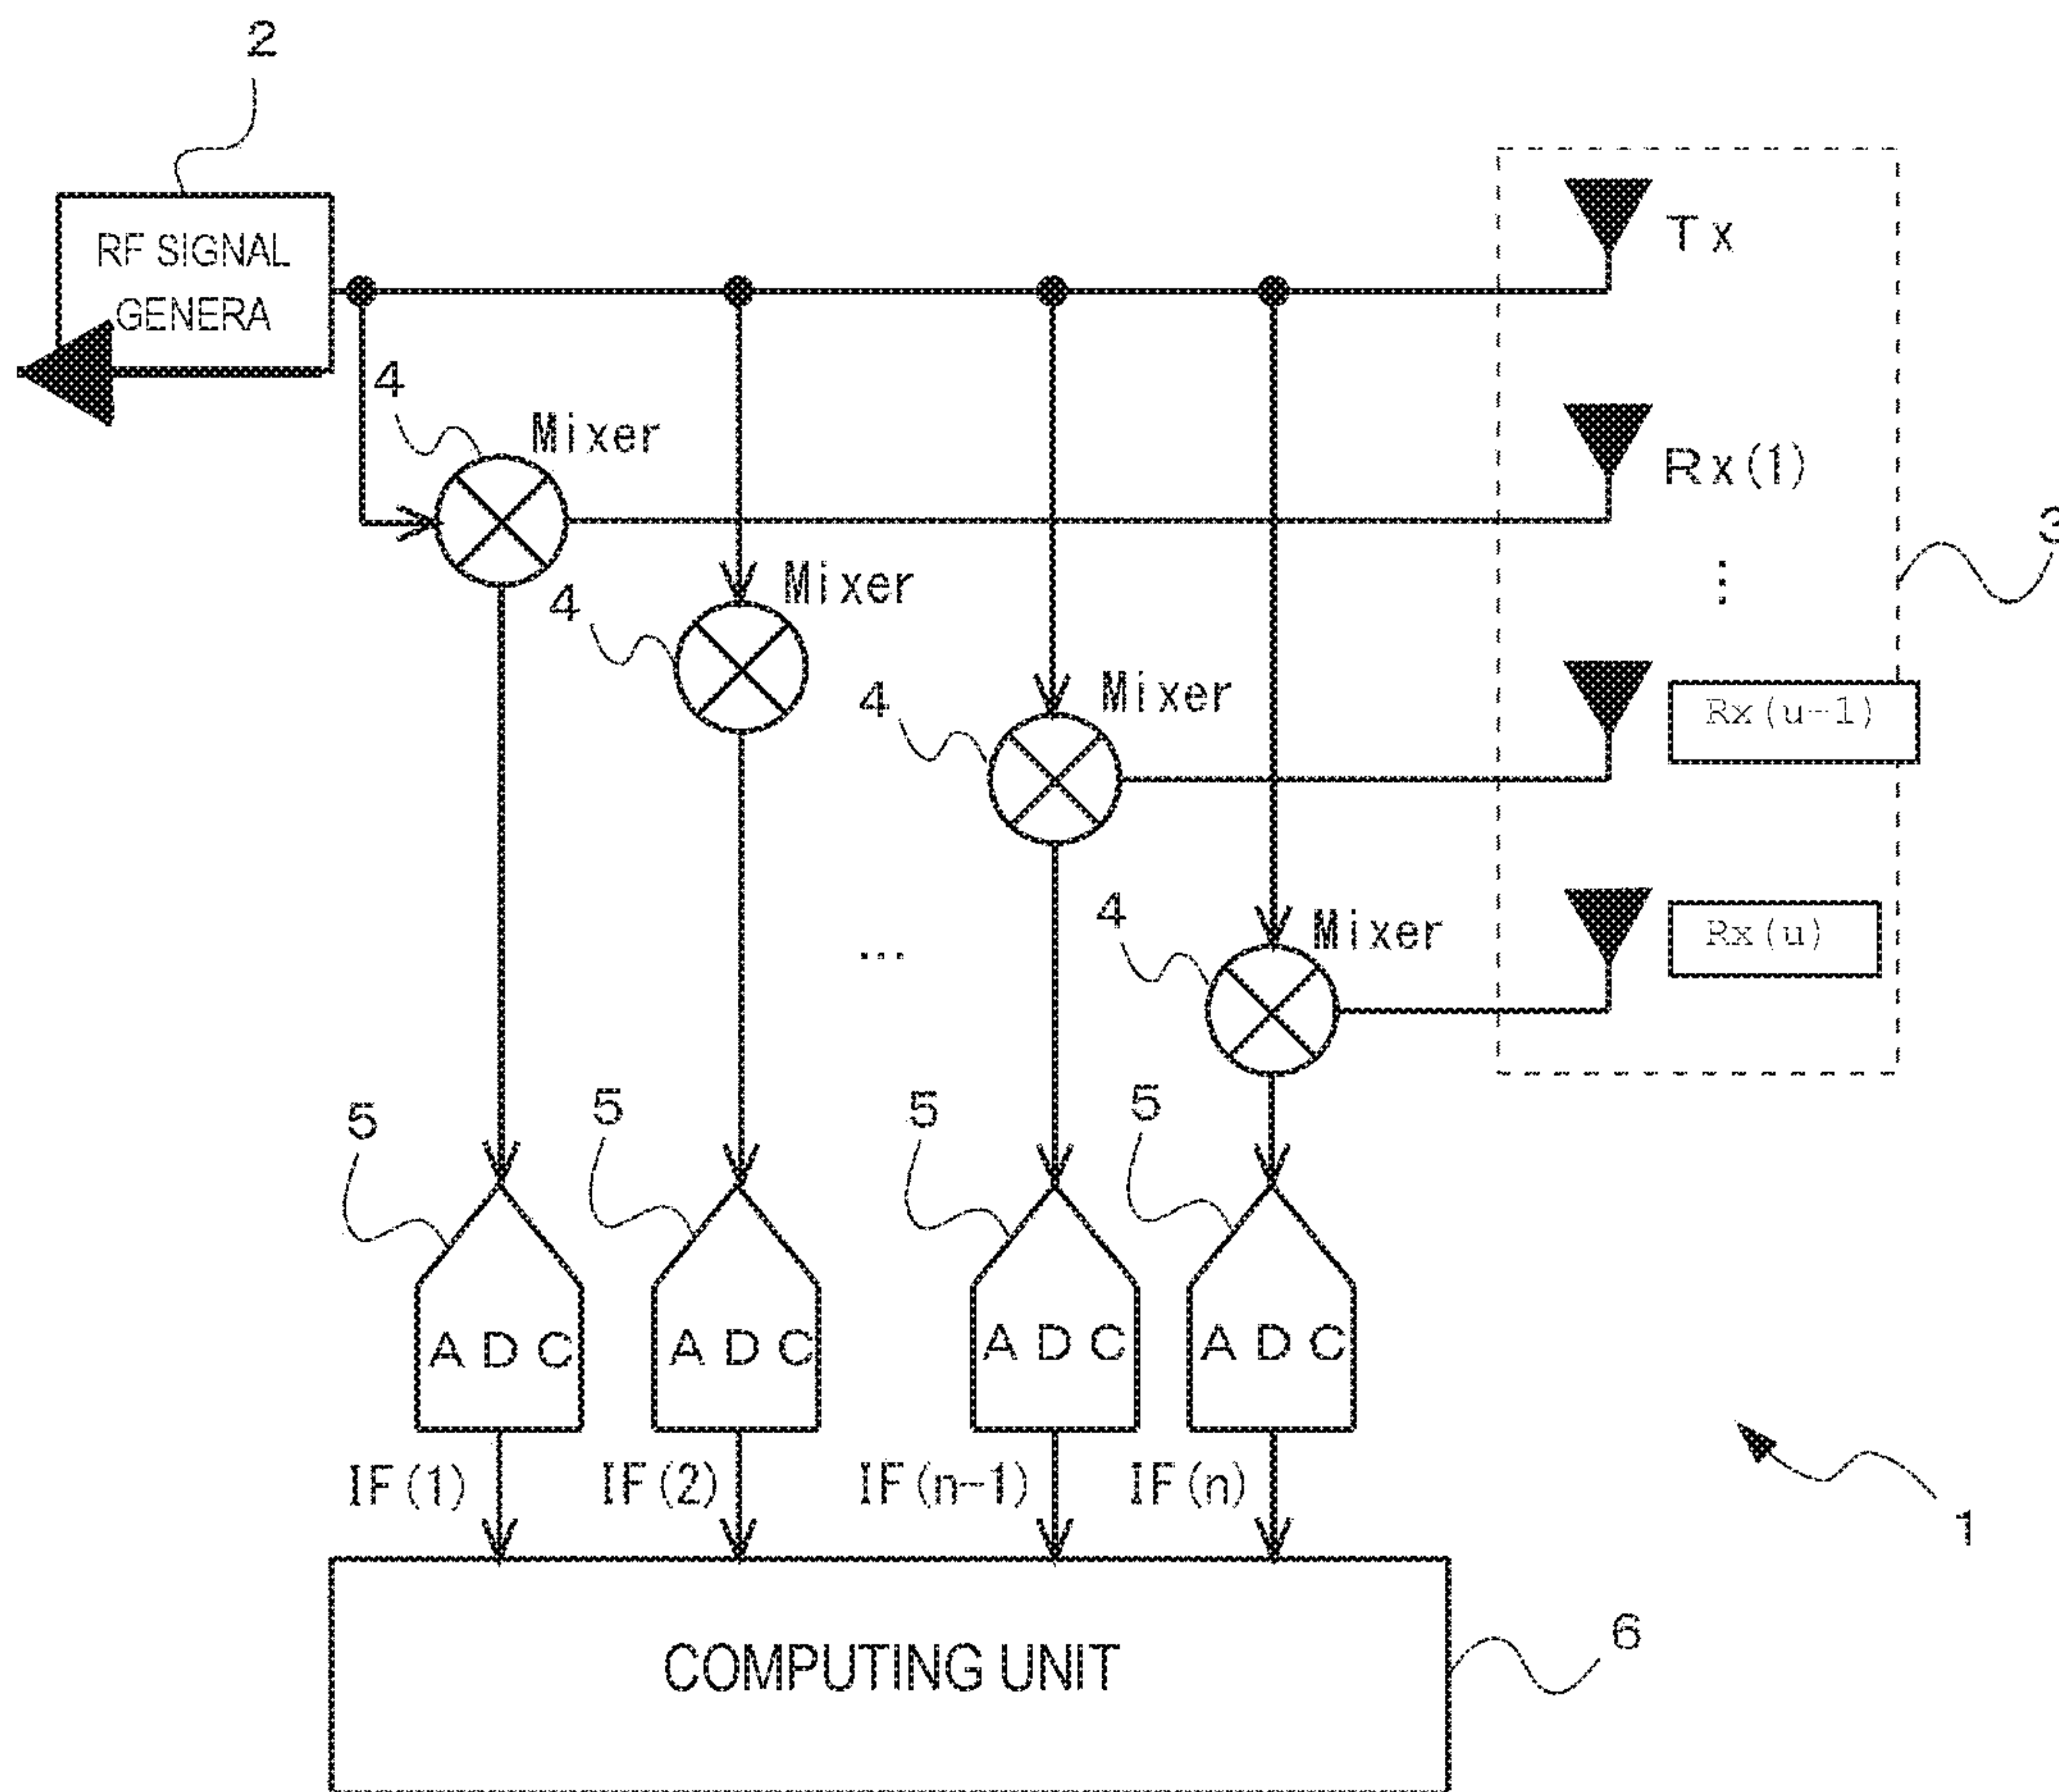 2
RF SIGNAL
GENERA
Tx
4
Mixer
Rx(1)
3
⋮
4
Mixer
4
Mixer
Rx(u-1)
4
Mixer
Rx(u)
...
5
5
5
5
ADC
ADC
ADC
ADC
IF(1)
IF(2)
IF(n-1)
IF(n)
1
COMPUTING UNIT
6